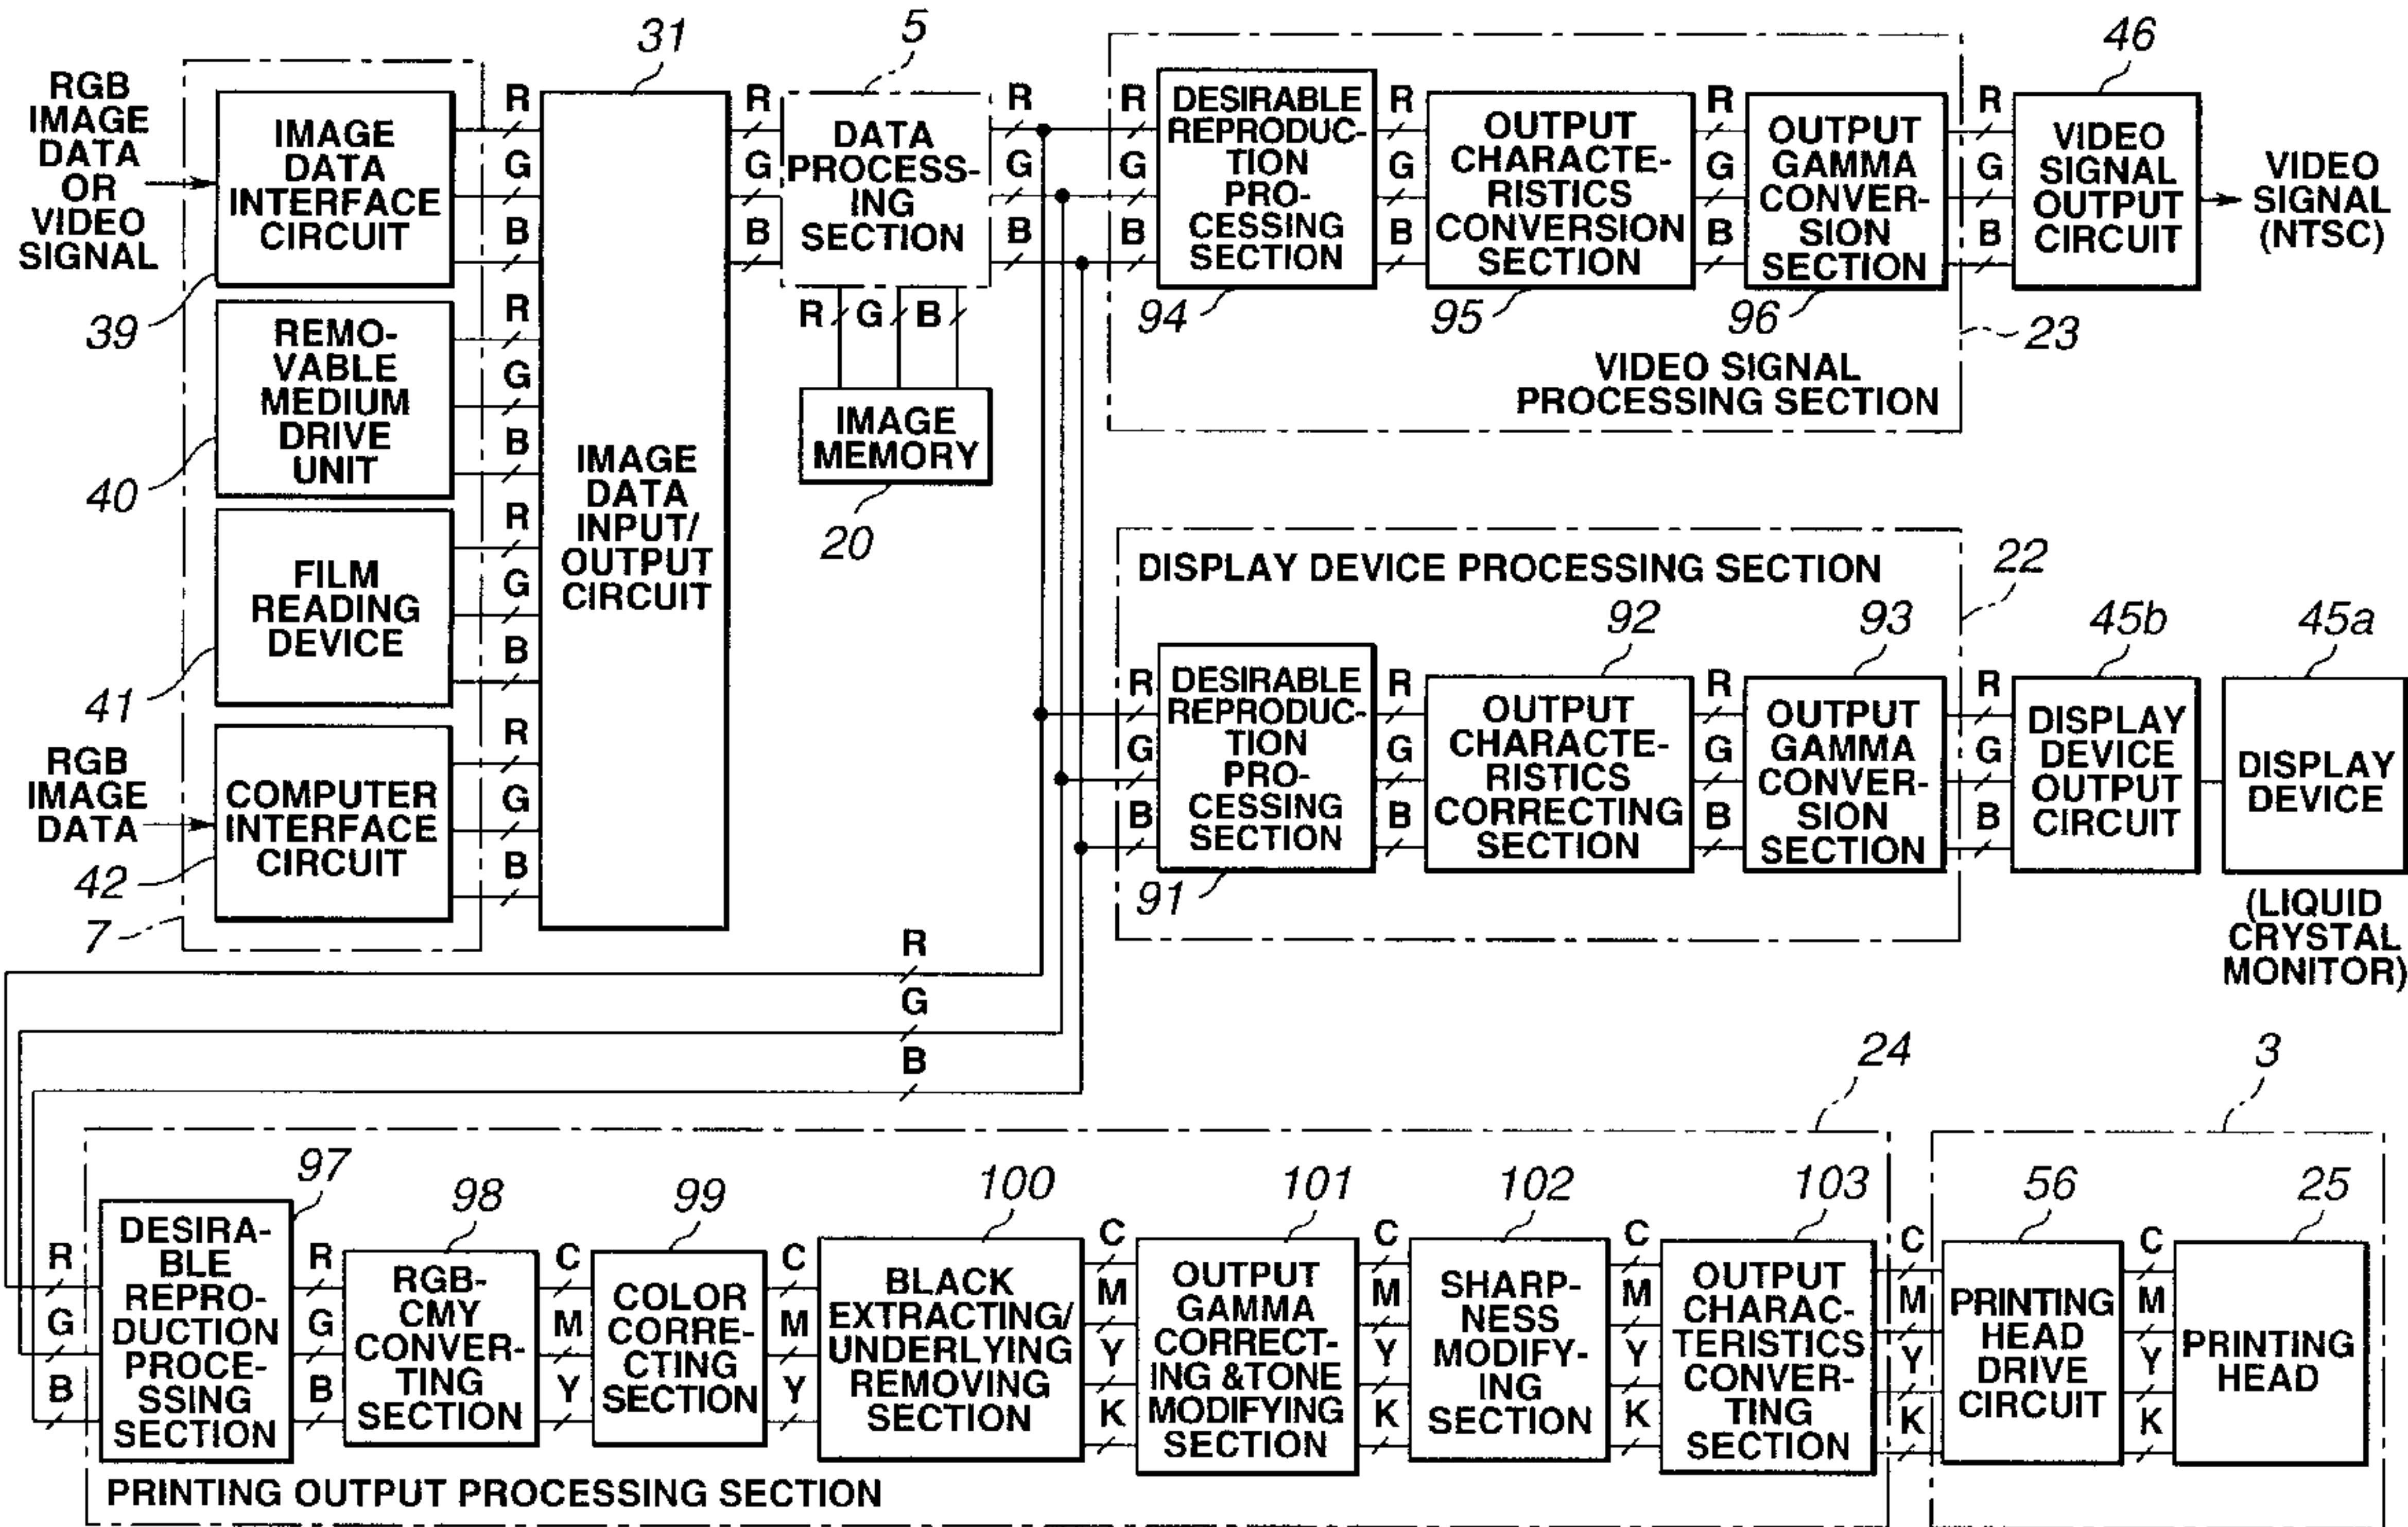 RGB
IMAGE
DATA
OR
VIDEO
SIGNAL
IMAGE
DATA
INTERFACE
CIRCUIT
39
R
G
B
REMO-
VABLE
MEDIUM
DRIVE
UNIT
40
R
G
B
FILM
READING
DEVICE
41
R
G
B
RGB
IMAGE
DATA
COMPUTER
INTERFACE
CIRCUIT
42
7
R
G
B
31
IMAGE
DATA
INPUT/
OUTPUT
CIRCUIT
R
G
B
5
DATA
PROCESS-
ING
SECTION
R G B
IMAGE
MEMORY
20
R
G
B
R
G
B
DESIRABLE
REPRODUC-
TION
PRO-
CESSING
SECTION
94
R
G
B
OUTPUT
CHARACTE-
RISTICS
CONVERSION
SECTION
95
R
G
B
OUTPUT
GAMMA
CONVER-
SION
SECTION
96
23
VIDEO SIGNAL
PROCESSING SECTION
R
G
B
46
VIDEO
SIGNAL
OUTPUT
CIRCUIT
VIDEO
SIGNAL
(NTSC)
DISPLAY DEVICE PROCESSING SECTION
22
R
G
B
DESIRABLE
REPRODUC-
TION
PRO-
CESSING
SECTION
91
R
G
B
92
OUTPUT
CHARACTE-
RISTICS
CORRECTING
SECTION
R
G
B
93
OUTPUT
GAMMA
CONVER-
SION
SECTION
R
G
B
45b
DISPLAY
DEVICE
OUTPUT
CIRCUIT
45a
DISPLAY
DEVICE
(LIQUID
CRYSTAL
MONITOR)
R
G
B
24
3
R
G
B
97
DESIRA-
BLE
REPRO-
DUCTION
PROCE-
SSING
SECTION
R
G
B
98
RGB-
CMY
CONVER-
TING
SECTION
C
M
Y
99
COLOR
CORRE-
CTING
SECTION
C
M
Y
100
BLACK
EXTRACTING/
UNDERLYING
REMOVING
SECTION
C
M
Y
K
101
OUTPUT
GAMMA
CORRECT-
ING &TONE
MODIFYING
SECTION
C
M
Y
K
102
SHARP-
NESS
MODIFY-
ING
SECTION
C
M
Y
K
103
OUTPUT
CHARAC-
TERISTICS
CONVER-
TING
SECTION
C
M
Y
K
56
PRINTING
HEAD
DRIVE
CIRCUIT
C
M
Y
K
25
PRINTING
HEAD
PRINTING OUTPUT PROCESSING SECTION